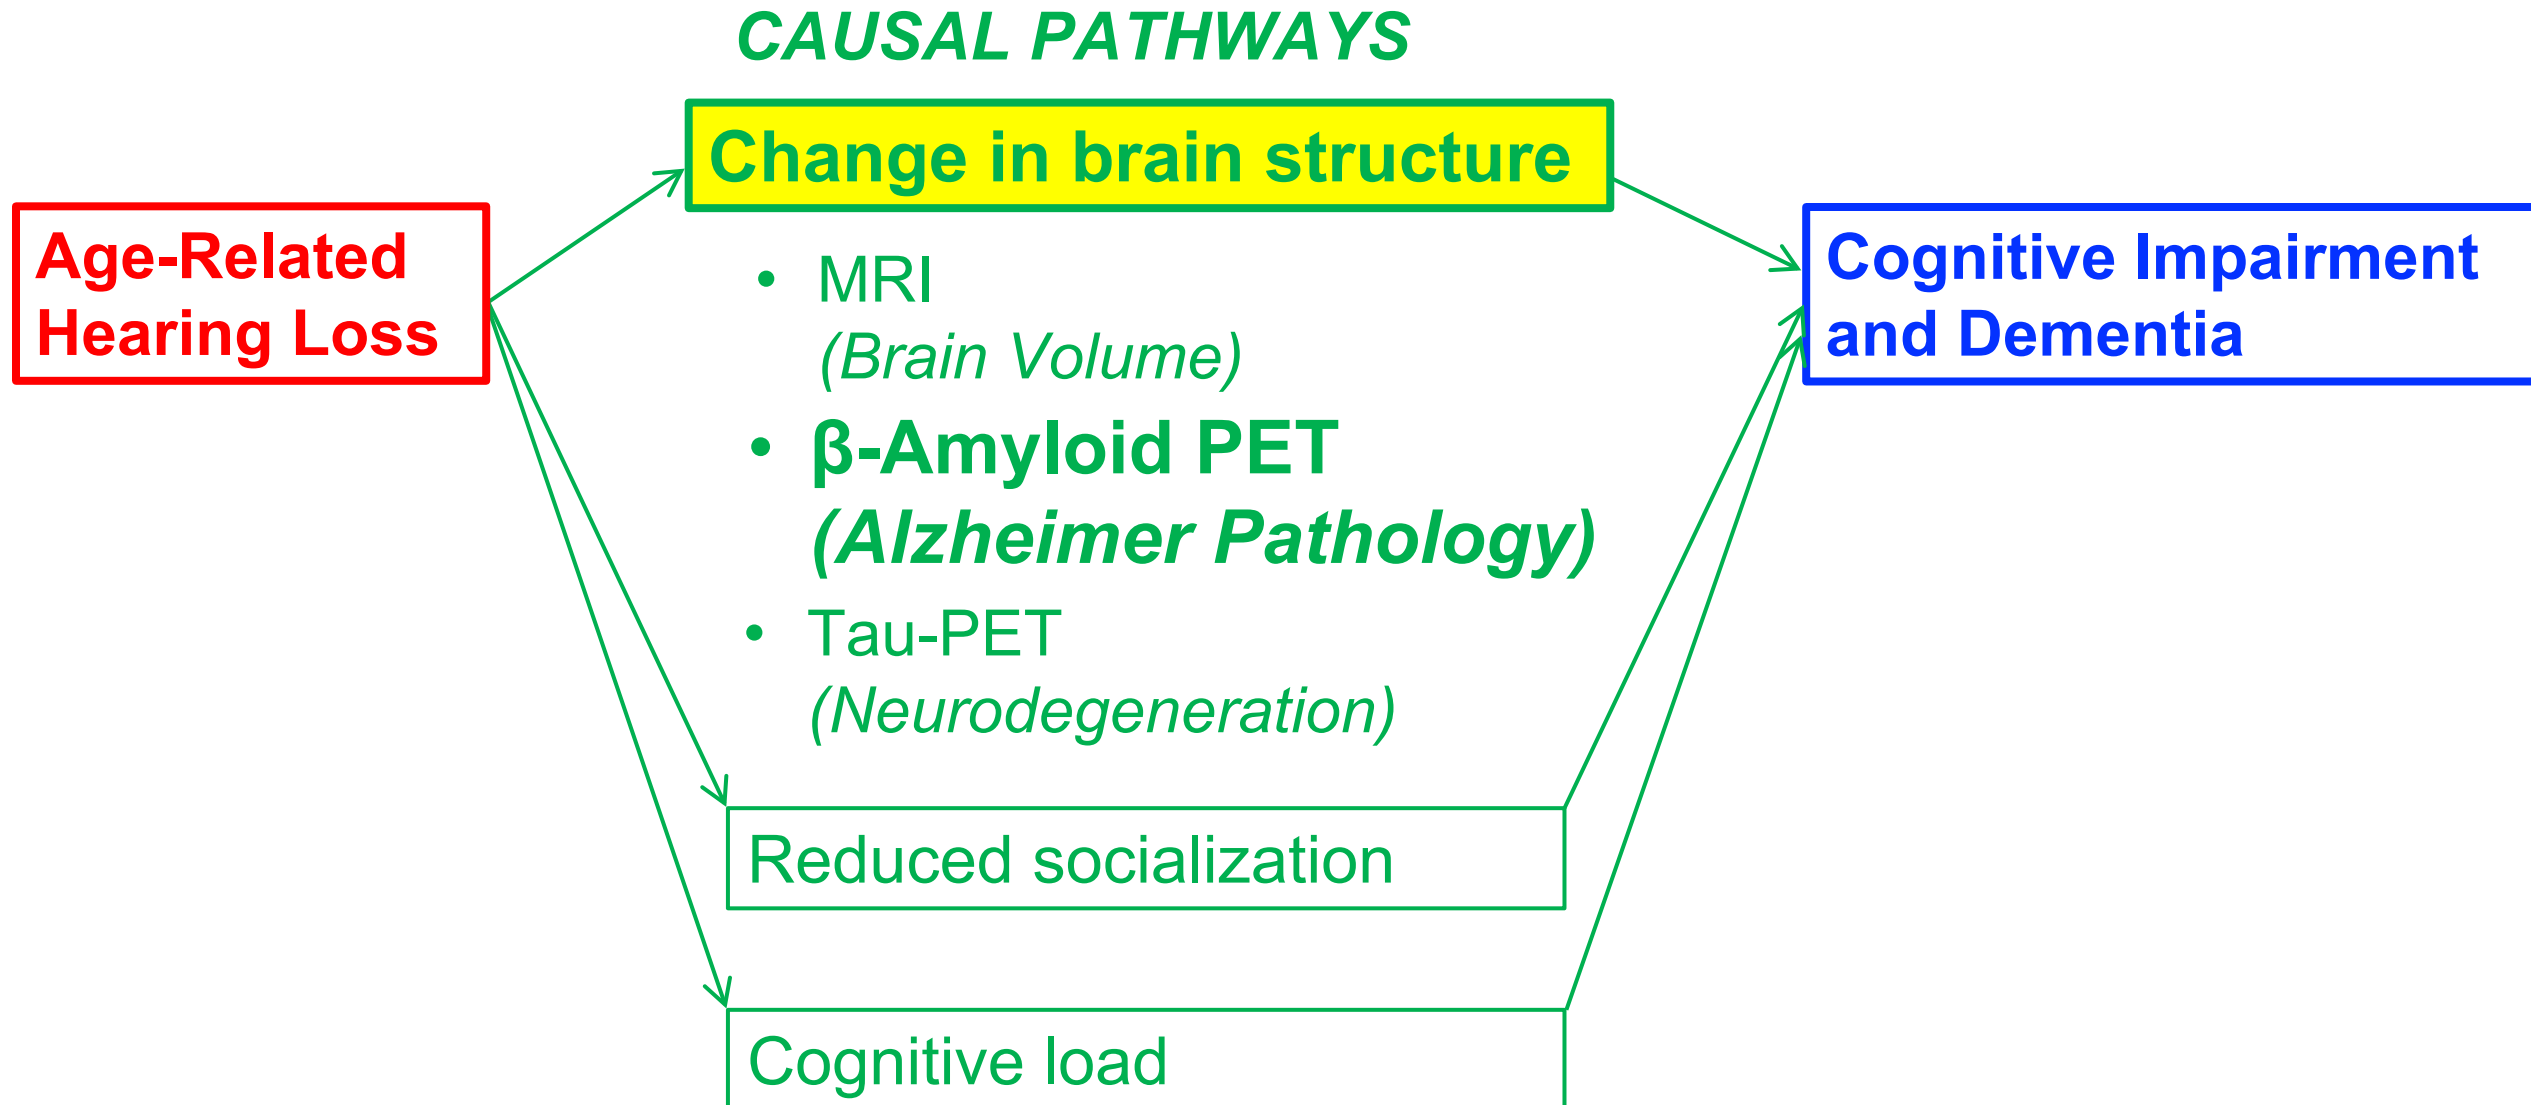 CAUSAL PATHWAYS
Change in brain structure
Age-Related
Hearing Loss
• MRI
(Brain Volume)
• β-Amyloid PET
(Alzheimer Pathology)
• Tau-PET
(Neurodegeneration)
Reduced socialization
Cognitive load
Cognitive Impairment
and Dementia